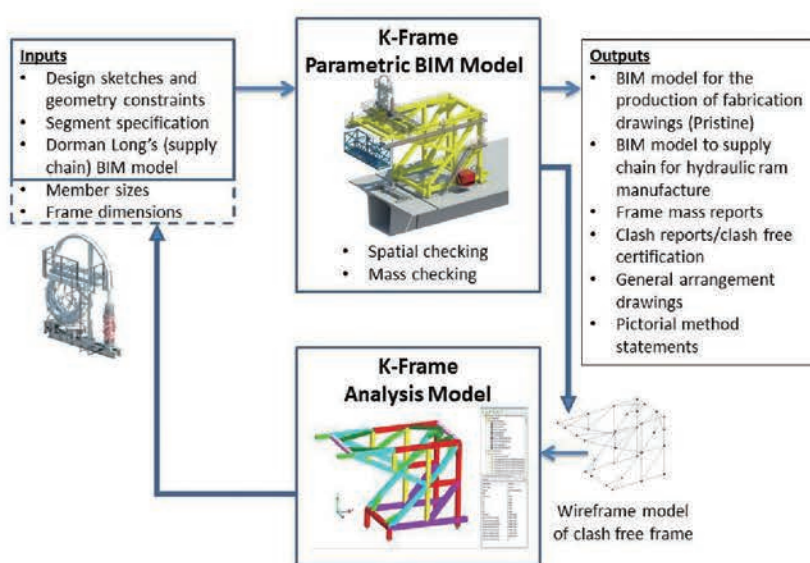 Inputs
• Design sketches and
geometry constraints
• Segment specification
• Dorman Long's (supply
chain) BIM model
• Member sizes
• Frame dimensions
K-Frame
Parametric BIM Model
• Spatial checking
• Mass checking
Outputs
• BIM model for the
production of fabrication
drawings (Pristine)
• BIM model to supply
chain for hydraulic ram
manufacture
• Frame mass reports
• Clash reports/clash free
certification
• General arrangement
drawings
• Pictorial method
statements
K-Frame
Analysis Model
Wireframe model
of clash free frame